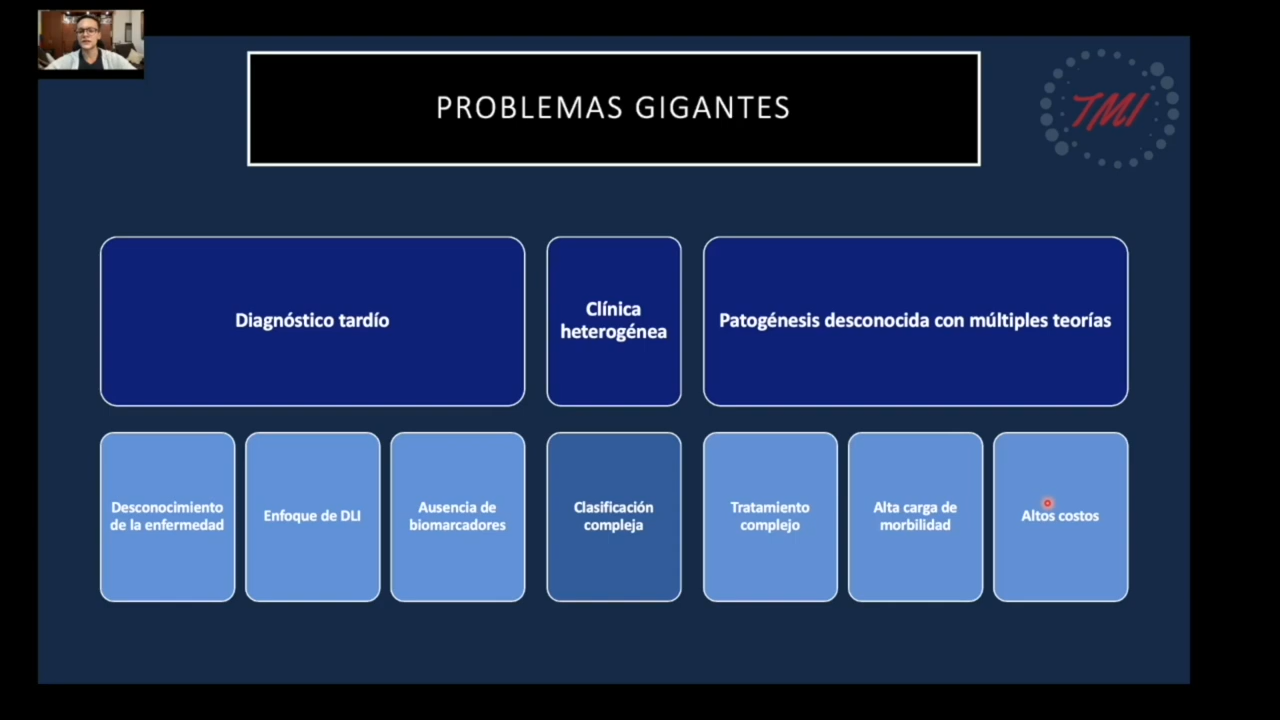 PROBLEMAS GIGANTES
TMI
Diagnóstico tardío
Clínica
heterogénea
Patogénesis desconocida con múltiples teorías
Desconocimiento
de la enfermedad
Enfoque de DLI
Ausencia de
biomarcadores
Clasificación
compleja
Tratamiento
complejo
Alta carga de
morbilidad
Altos costos